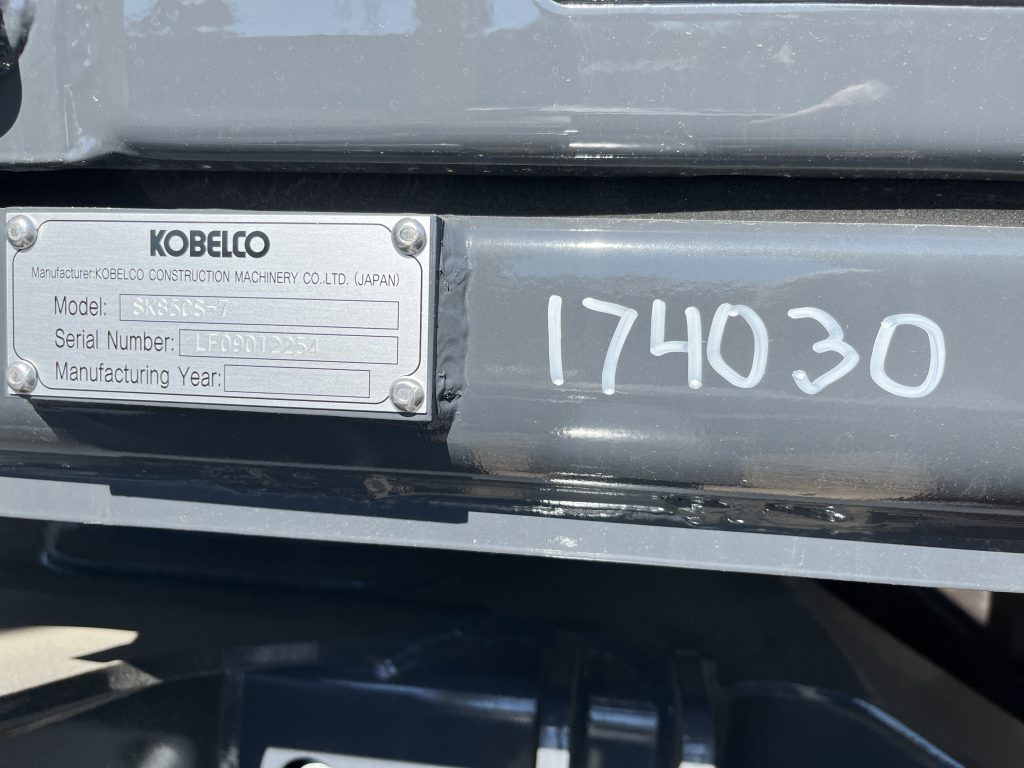 KOBELCO
Manufacturer:KOBELCO CONSTRUCTION MACHINERY CO.,LTD. (JAPAN)
Model: SK85CS-7
Serial Number: LF09012254
Manufacturing Year:
174030